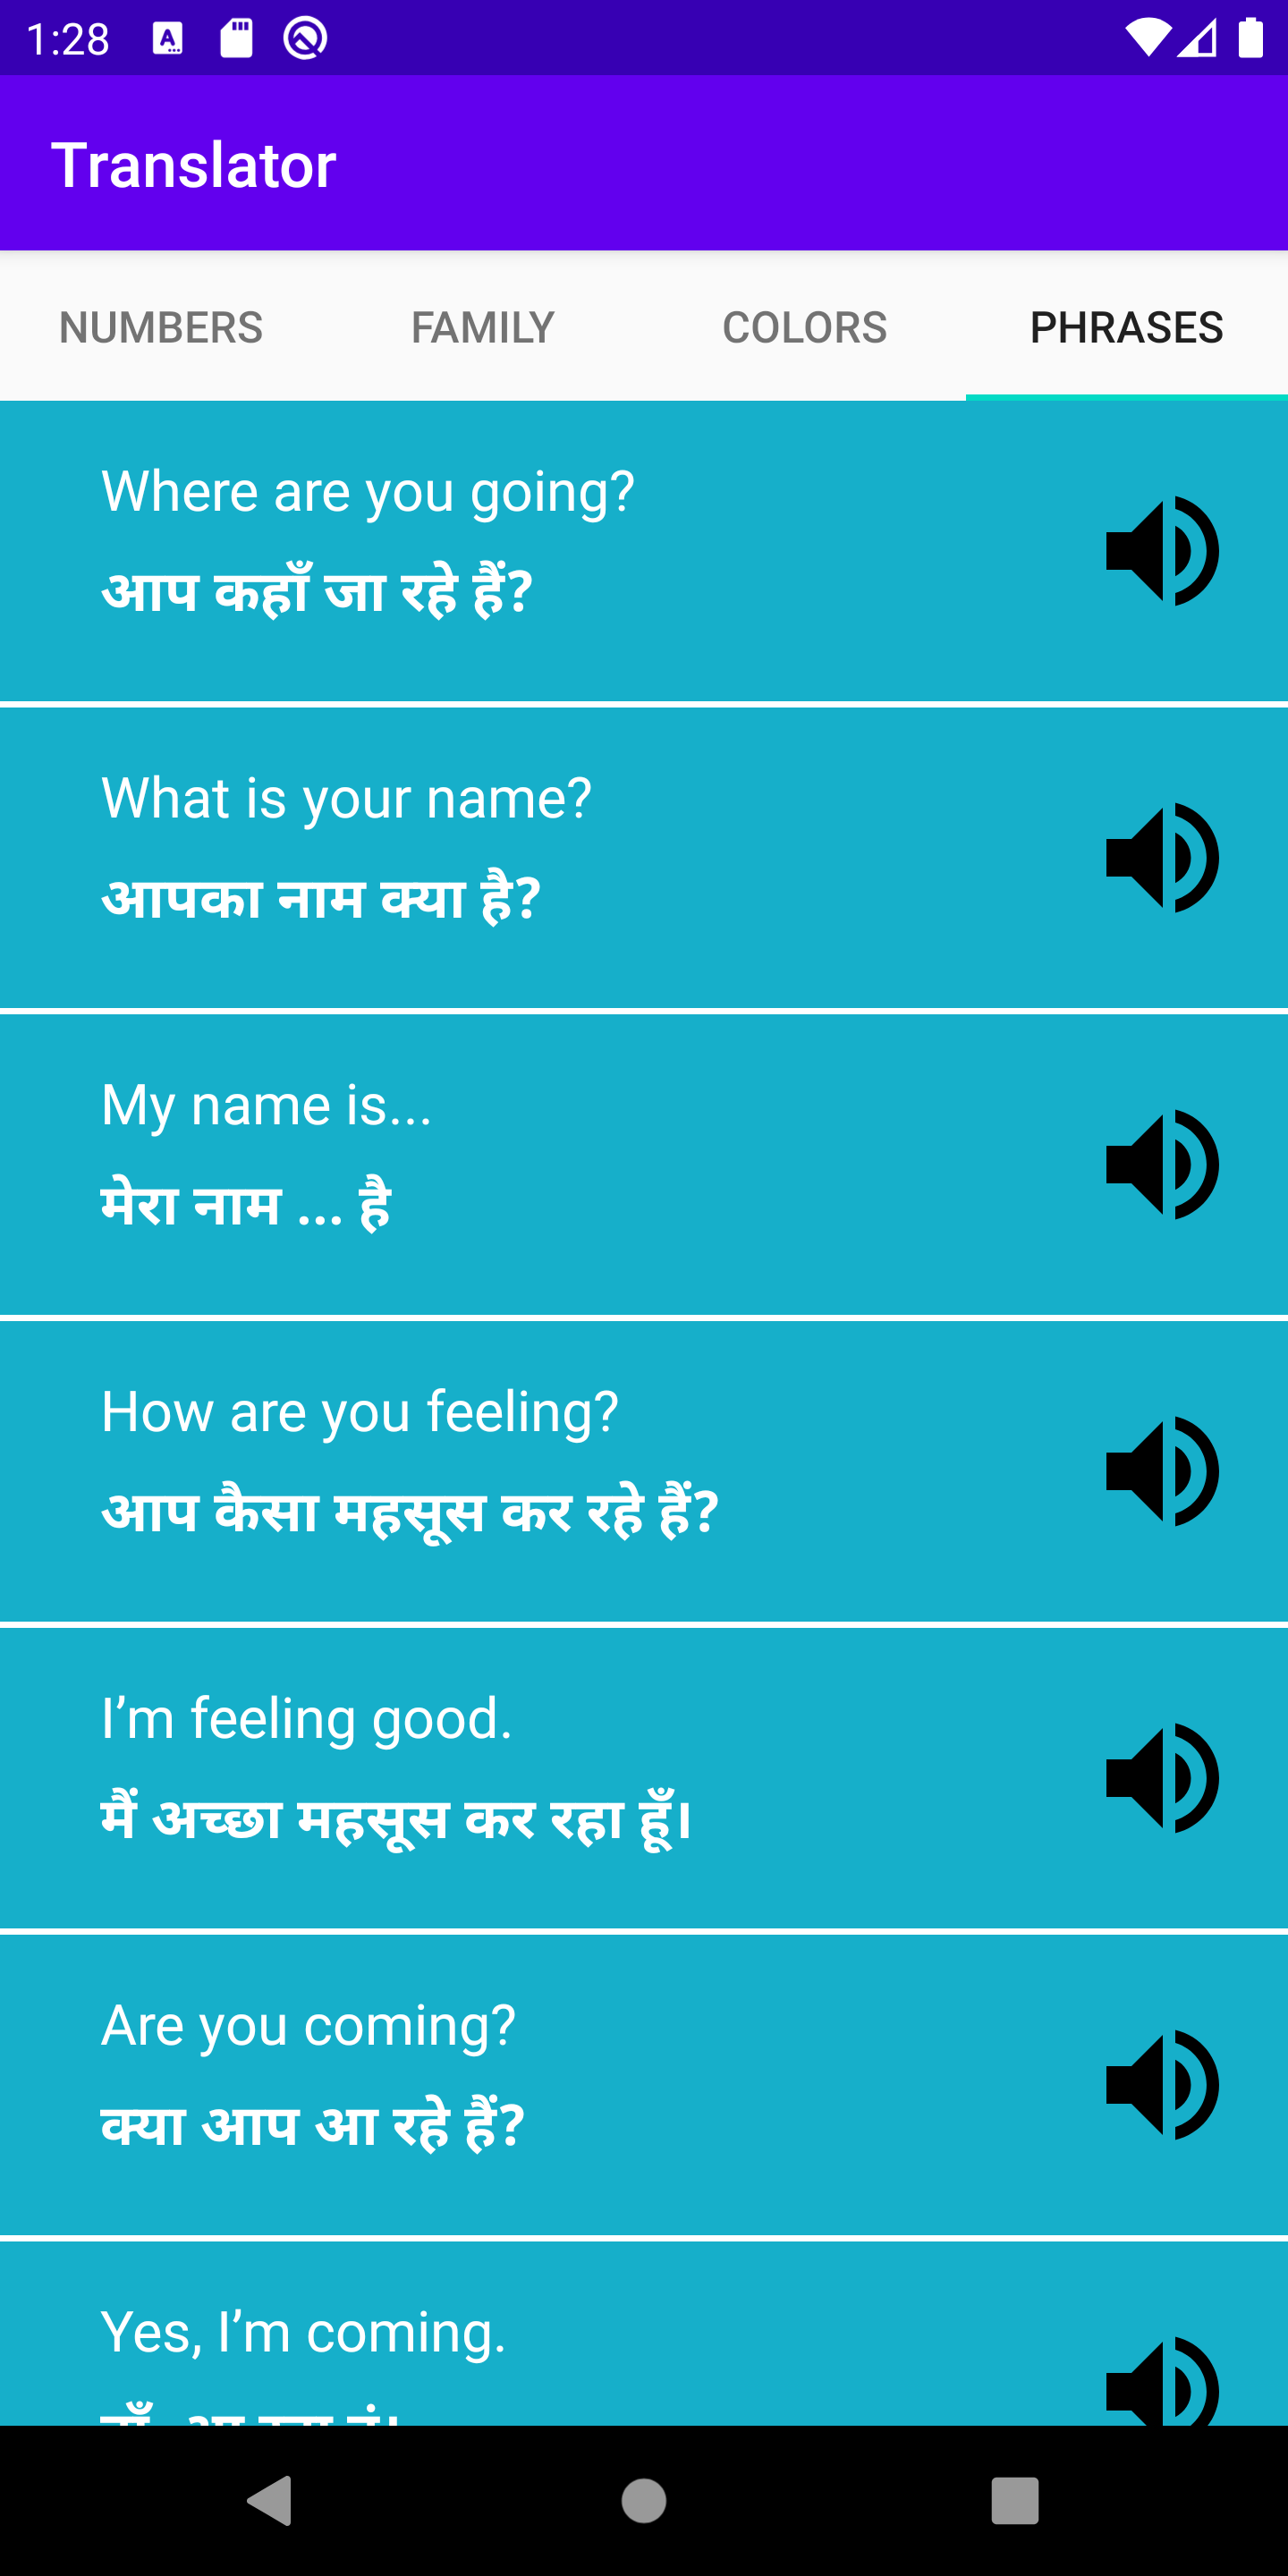 1:28
Translator
NUMBERS FAMILY COLORS PHRASES
Where are you going?
आप कहाँ जा रहे हैं?
What is your name?
आपका नाम क्या है?
My name is...
मेरा नाम ... है
How are you feeling?
आप कैसा महसूस कर रहे हैं?
I’m feeling good.
मैं अच्छा महसूस कर रहा हूँ।
Are you coming?
क्या आप आ रहे हैं?
Yes, I’m coming.